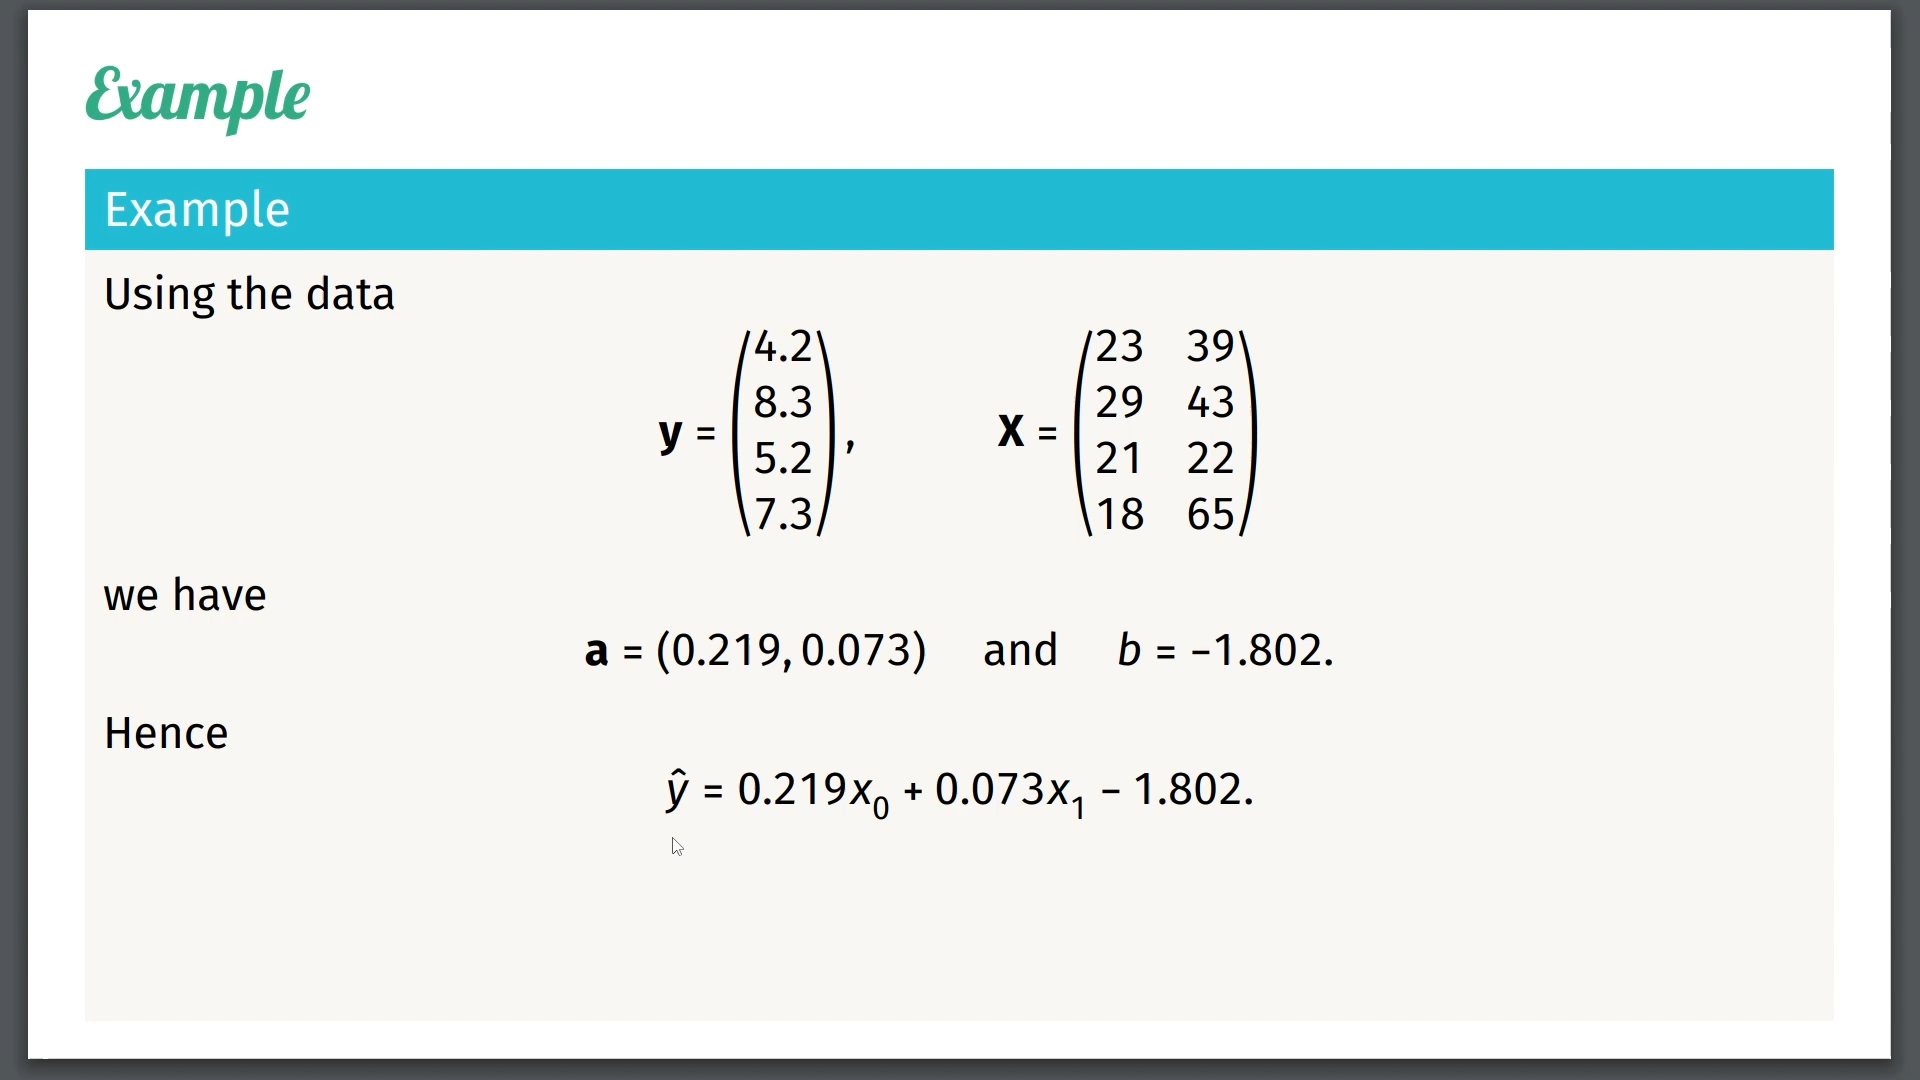 Example
Example
Using the data
y = (4.2 8.3 5.2 7.3), X = (23 39 29 43 21 22 18 65)
we have
a = (0.219, 0.073) and b = −1.802.
Hence
ŷ = 0.219x₀ + 0.073x₁ − 1.802.